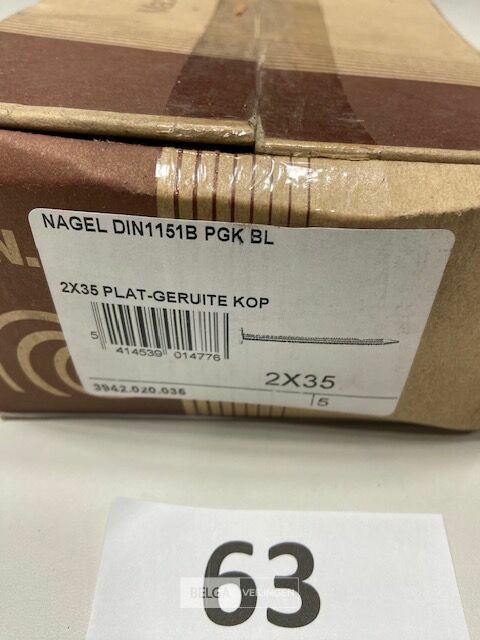 N.
NAGEL DIN1151B PGK BL
2X35 PLAT-GERUITE KOP
5 414539 014776
2X35
3942.020.035
5
63
BELGA VEILINGEN